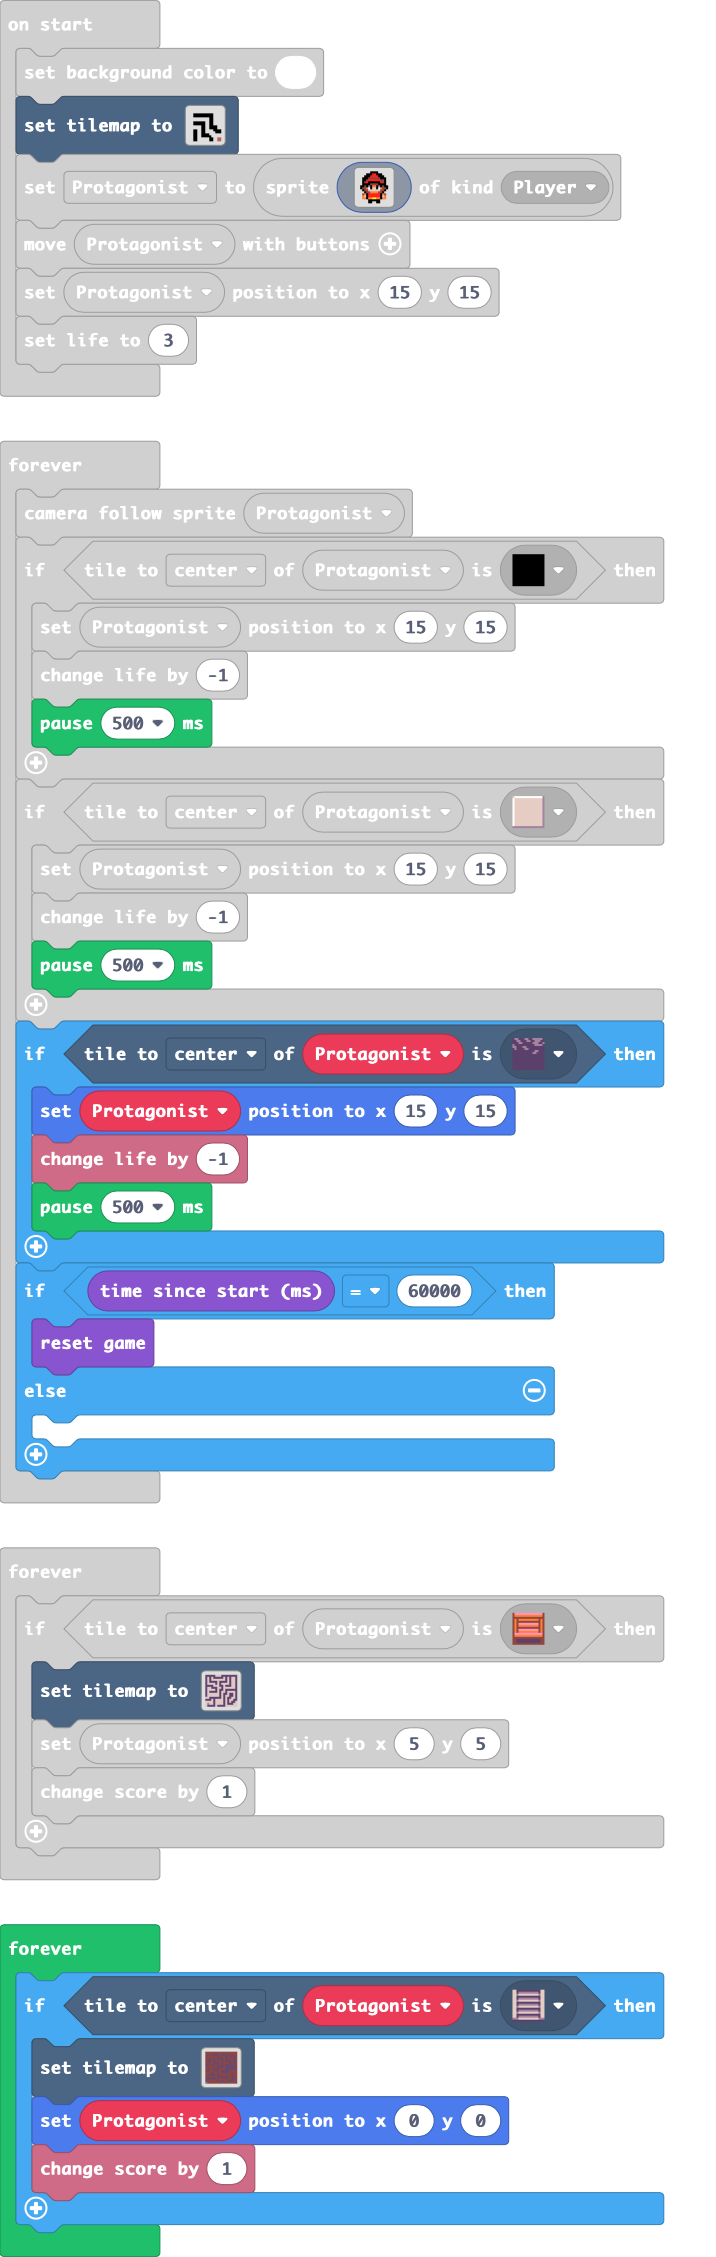 on start
set background color to
set tilemap to
set Protagonist to sprite of kind Player
move Protagonist with buttons
set Protagonist position to x 15 y 15
set life to 3
forever
camera follow sprite Protagonist
if tile to center of Protagonist is then
set Protagonist position to x 15 y 15
change life by -1
pause 500 ms
if tile to center of Protagonist is then
set Protagonist position to x 15 y 15
change life by -1
pause 500 ms
if tile to center of Protagonist is then
set Protagonist position to x 15 y 15
change life by -1
pause 500 ms
if time since start (ms) = 60000 then
reset game
else
forever
if tile to center of Protagonist is then
set tilemap to
set Protagonist position to x 5 y 5
change score by 1
forever
if tile to center of Protagonist is then
set tilemap to
set Protagonist position to x 0 y 0
change score by 1